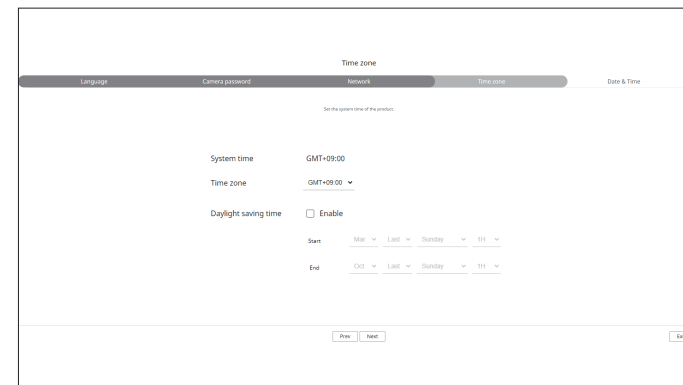 Time zone
Language Camera password Network Time zone Date & Time
Set the system time of the product.
System time GMT+09:00
Time zone GMT+09:00
Daylight saving time Enable
Start Mar Last Sunday 1H
End Oct Last Sunday 1H
Prev Next